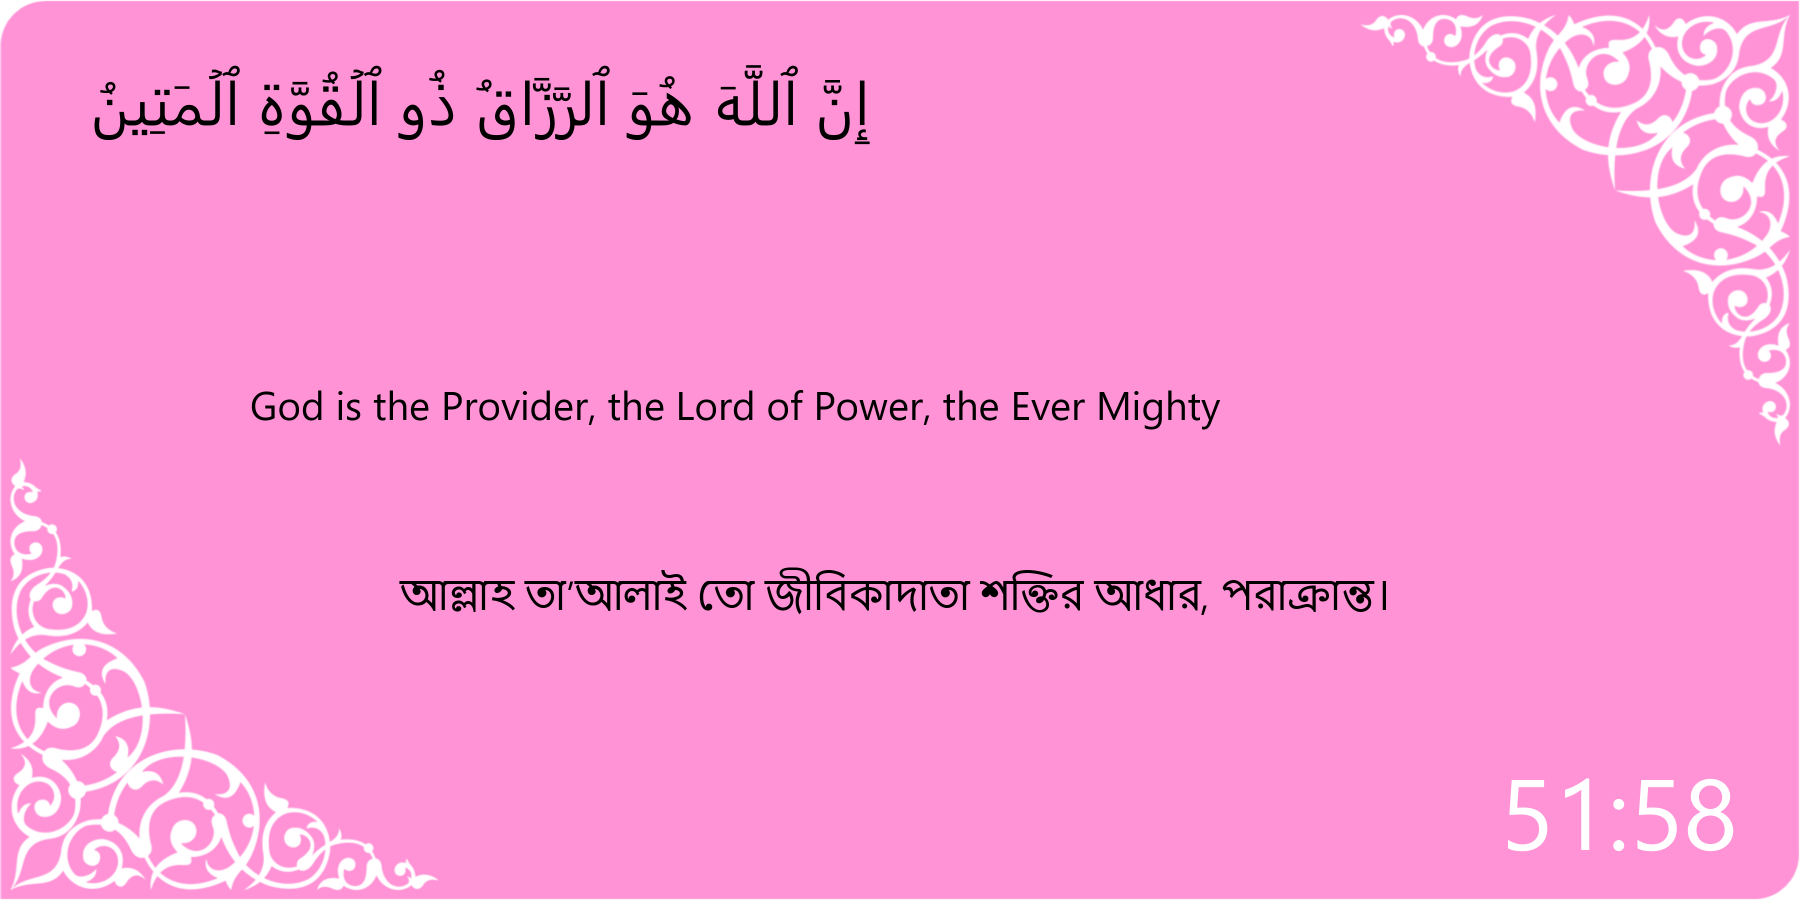 إِنَّ ٱللَّهَ هُوَ ٱلرَّزَّاقُ ذُو ٱلْقُوَّةِ ٱلْمَتِينُ
God is the Provider, the Lord of Power, the Ever Mighty
আল্লাহ তা’আলাই তো জীবিকাদাতা শক্তির আধার, পরাক্রান্ত।
51:58